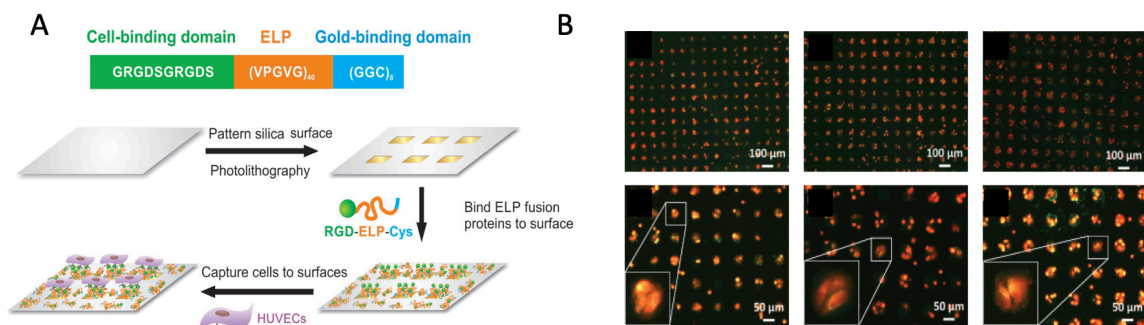 A
Cell-binding domain ELP Gold-binding domain
GRGDSGRGDS (VPGVG)₄₀ (GGC)₈
Pattern silica surface
Photolithography
RGD-ELP-Cys
Bind ELP fusion
proteins to surface
Capture cells to surfaces
HUVECs
B
100 μm
100 μm
100 μm
50 μm
50 μm
50 μm